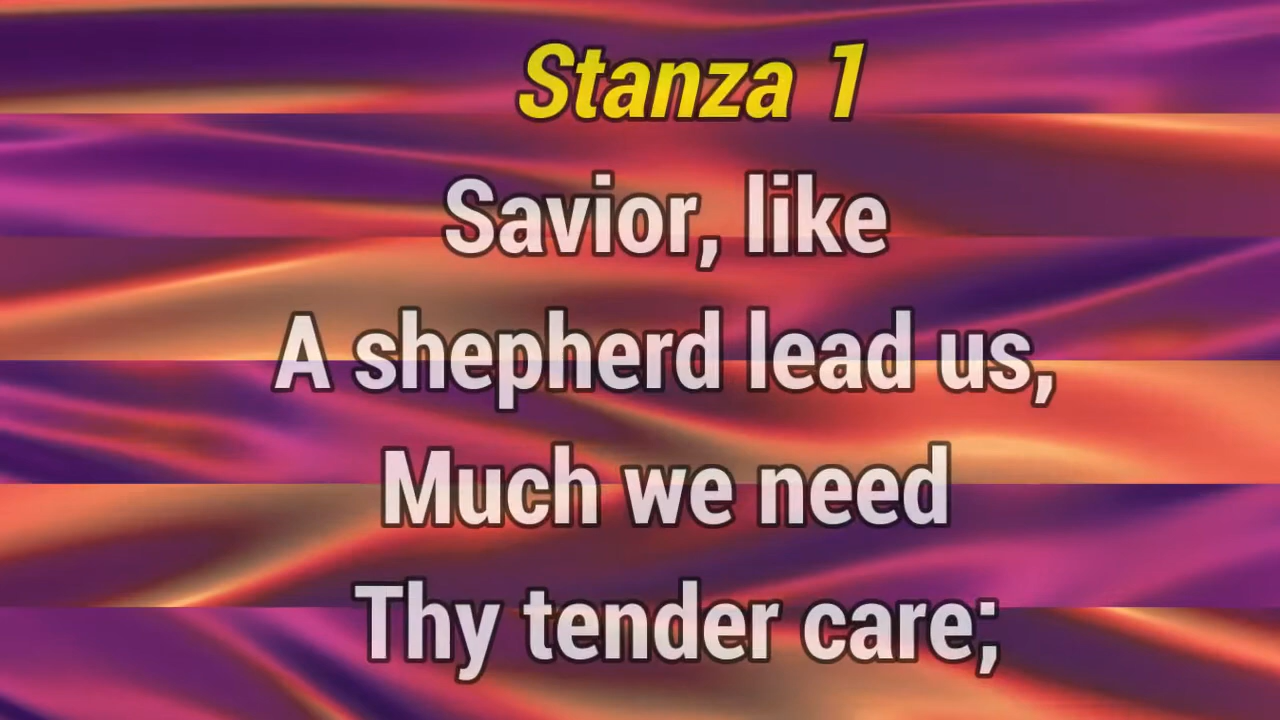 Stanza 1
Savior, like
A shepherd lead us,
Much we need
Thy tender care;